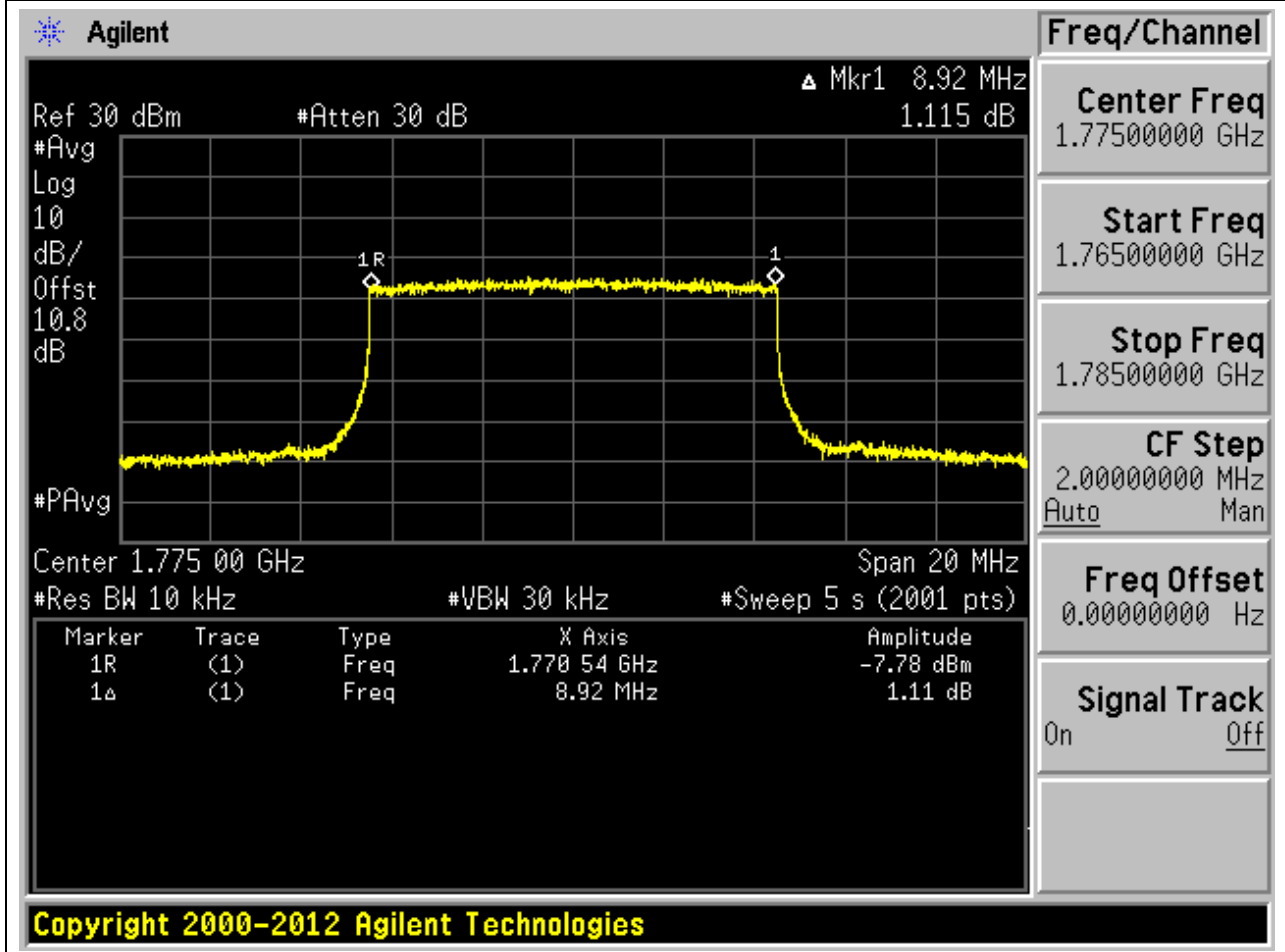 Agilent
Freq/Channel
▵ Mkr1 8.92 MHz
Ref 30 dBm #Atten 30 dB 1.115 dB
#Avg
Log
10
dB/
Offst
10.8
dB
1R
1
#PAvg
Center 1.775 00 GHz Span 20 MHz
#Res BW 10 kHz #VBW 30 kHz #Sweep 5 s (2001 pts)
Marker Trace Type X Axis Amplitude
1R (1) Freq 1.770 54 GHz -7.78 dBm
1▵ (1) Freq 8.92 MHz 1.11 dB
Center Freq
1.77500000 GHz
Start Freq
1.76500000 GHz
Stop Freq
1.78500000 GHz
CF Step
2.00000000 MHz
Auto Man
Freq Offset
0.00000000 Hz
Signal Track
On Off
Copyright 2000-2012 Agilent Technologies